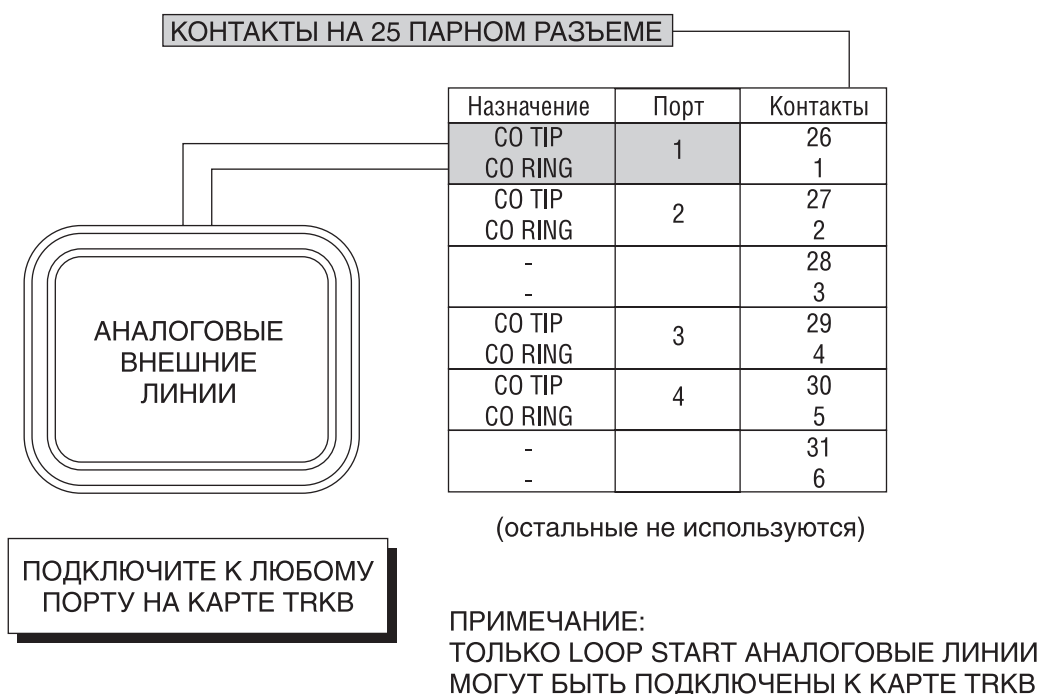 КОНТАКТЫ НА 25 ПАРНОМ РАЗЪЕМЕ
Назначение Порт Контакты
CO TIP 26
1
CO RING 1
CO TIP 27
2
CO RING 2
- 28
- 3
CO TIP 29
3
CO RING 4
CO TIP 30
4
CO RING 5
- 31
- 6
(остальные не используются)
АНАЛОГОВЫЕ
ВНЕШНИЕ
ЛИНИИ
ПОДКЛЮЧИТЕ К ЛЮБОМУ
ПОРТУ НА КАРТЕ TRKB
ПРИМЕЧАНИЕ:
ТОЛЬКО LOOP START АНАЛОГОВЫЕ ЛИНИИ
МОГУТ БЫТЬ ПОДКЛЮЧЕНЫ К КАРТЕ TRKB